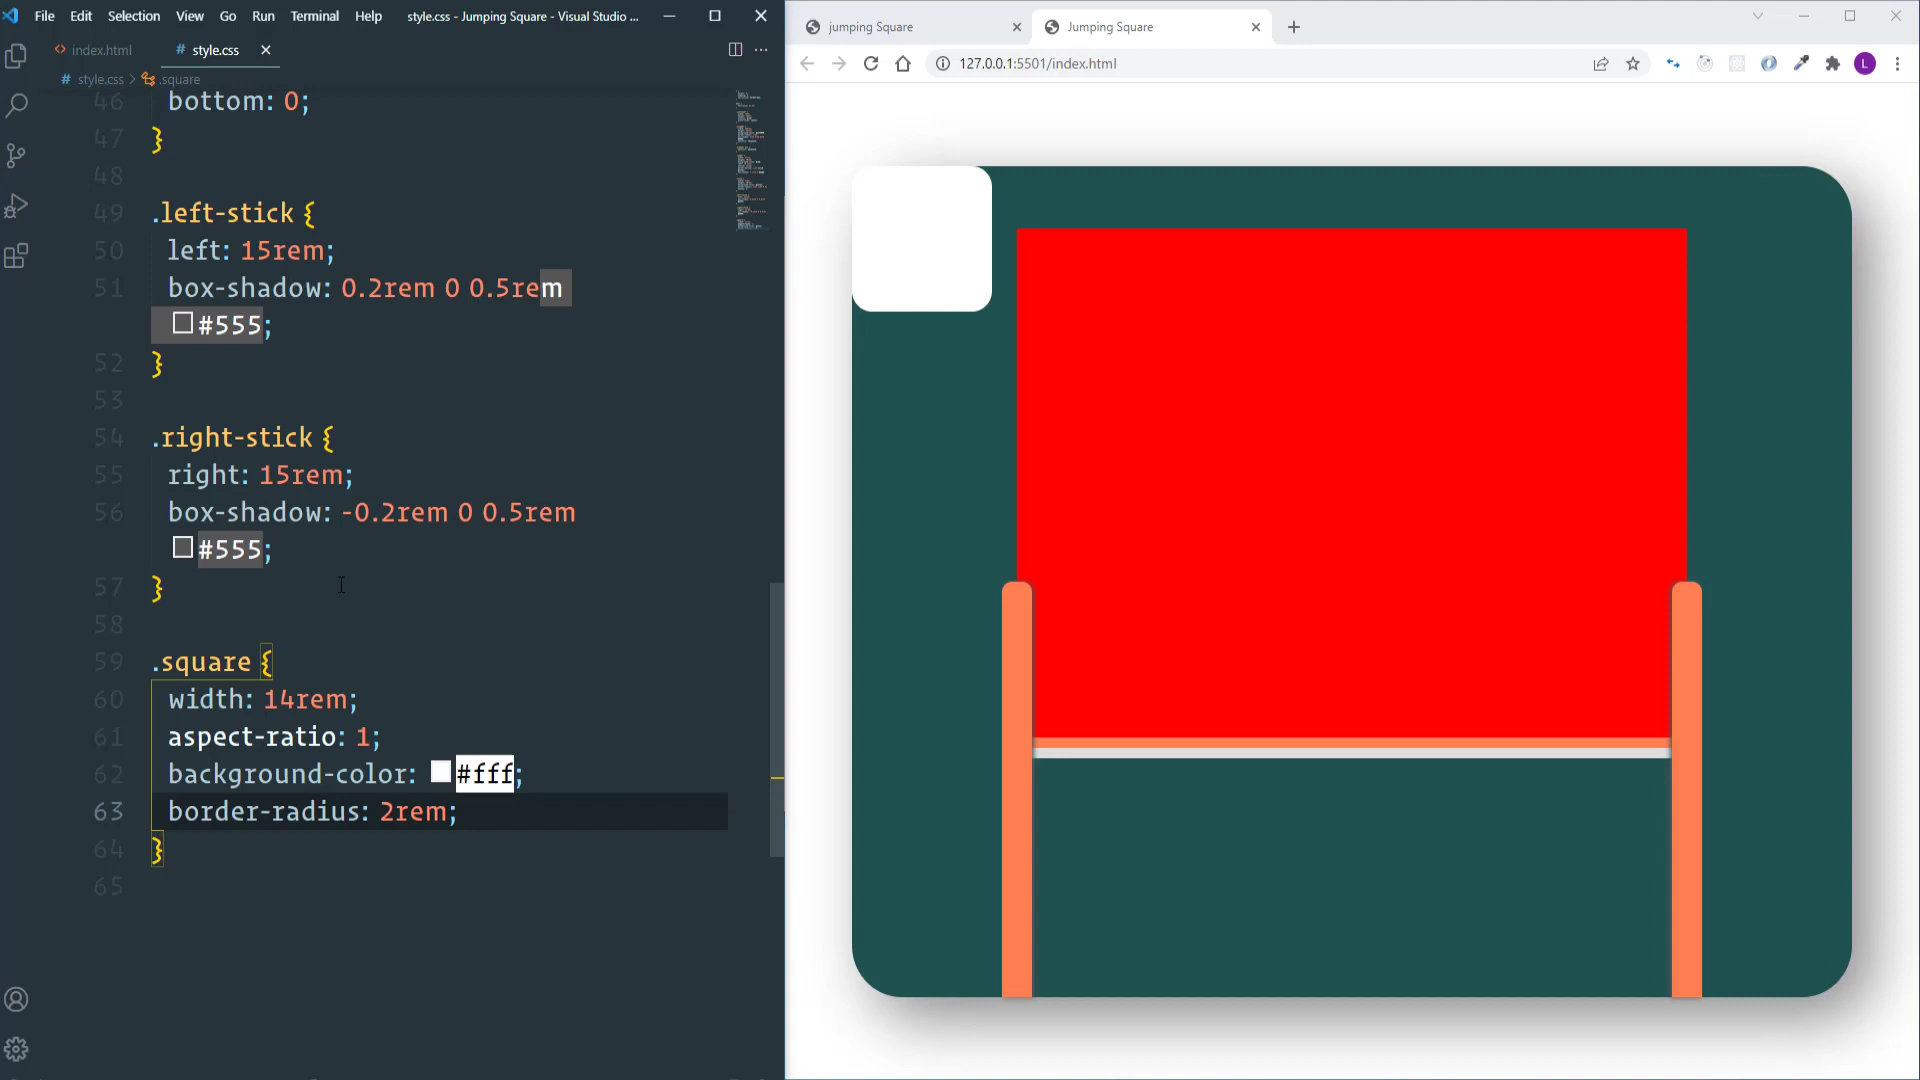 File Edit Selection View Go Run Terminal Help style.css - Jumping Square - Visual Studio ...
index.html style.css
style.css > .square
46 bottom: 0;
47 }
48
49 .left-stick {
50 left: 15rem;
51 box-shadow: 0.2rem 0 0.5rem
#555;
52 }
53
54 .right-stick {
55 right: 15rem;
56 box-shadow: -0.2rem 0 0.5rem
#555;
57 }
58
59 .square {
60 width: 14rem;
61 aspect-ratio: 1;
62 background-color: #fff;
63 border-radius: 2rem;
64 }
65
jumping Square
Jumping Square
127.0.0.1:5501/index.html
L